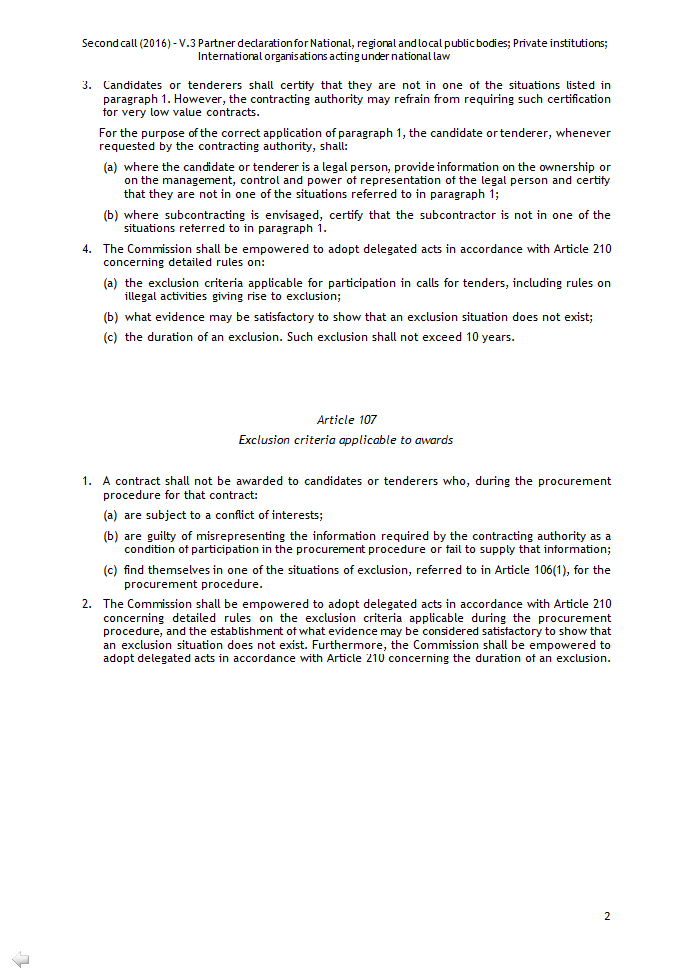 Second call (2016) - V.3 Partner declaration for National, regional and local public bodies; Private institutions;
International organisations acting under national law
3. Candidates or tenderers shall certify that they are not in one of the situations listed in
paragraph 1. However, the contracting authority may refrain from requiring such certification
for very low value contracts.
For the purpose of the correct application of paragraph 1, the candidate or tenderer, whenever
requested by the contracting authority, shall:
(a) where the candidate or tenderer is a legal person, provide information on the ownership or
on the management, control and power of representation of the legal person and certify
that they are not in one of the situations referred to in paragraph 1;
(b) where subcontracting is envisaged, certify that the subcontractor is not in one of the
situations referred to in paragraph 1.
4. The Commission shall be empowered to adopt delegated acts in accordance with Article 210
concerning detailed rules on:
(a) the exclusion criteria applicable for participation in calls for tenders, including rules on
illegal activities giving rise to exclusion;
(b) what evidence may be satisfactory to show that an exclusion situation does not exist;
(c) the duration of an exclusion. Such exclusion shall not exceed 10 years.
Article 107
Exclusion criteria applicable to awards
1. A contract shall not be awarded to candidates or tenderers who, during the procurement
procedure for that contract:
(a) are subject to a conflict of interests;
(b) are guilty of misrepresenting the information required by the contracting authority as a
condition of participation in the procurement procedure or fail to supply that information;
(c) find themselves in one of the situations of exclusion, referred to in Article 106(1), for the
procurement procedure.
2. The Commission shall be empowered to adopt delegated acts in accordance with Article 210
concerning detailed rules on the exclusion criteria applicable during the procurement
procedure, and the establishment of what evidence may be considered satisfactory to show that
an exclusion situation does not exist. Furthermore, the Commission shall be empowered to
adopt delegated acts in accordance with Article 210 concerning the duration of an exclusion.
2